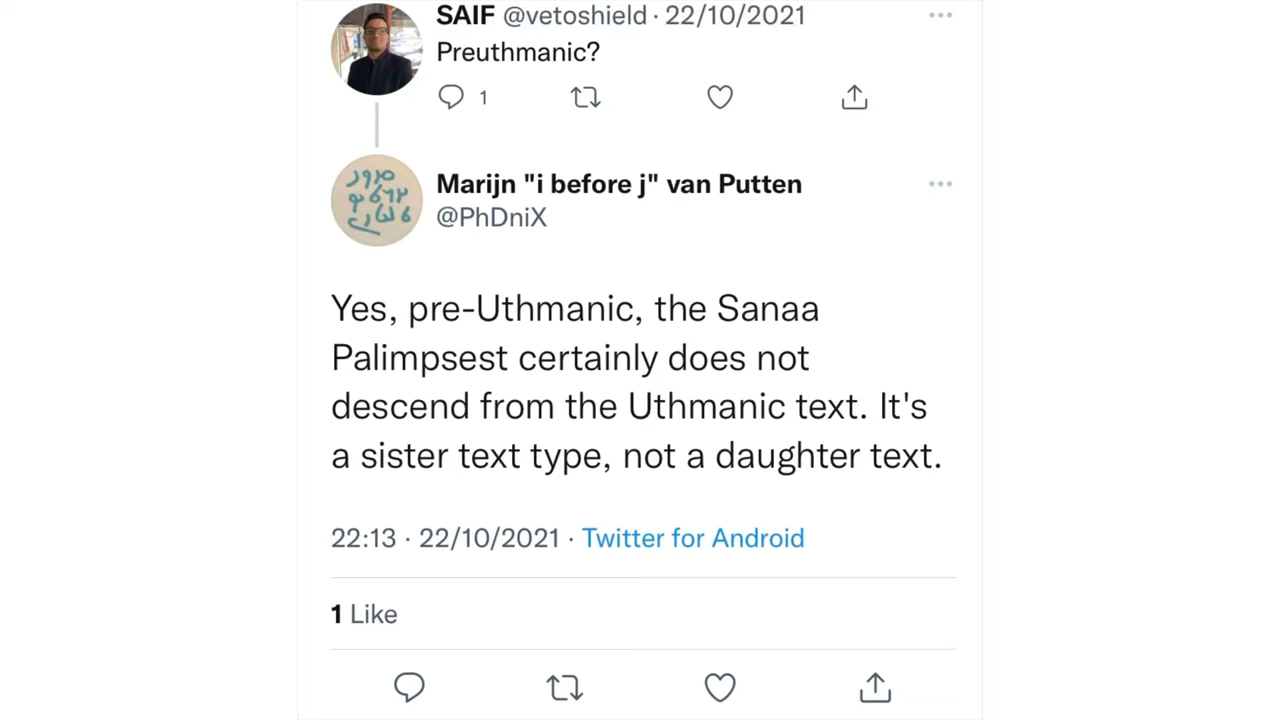 SAIF @vetoshield · 22/10/2021
Preuthmanic?
1
Marijn "i before j" van Putten
@PhDniX
Yes, pre-Uthmanic, the Sanaa
Palimpsest certainly does not
descend from the Uthmanic text. It's
a sister text type, not a daughter text.
22:13 · 22/10/2021 · Twitter for Android
1 Like